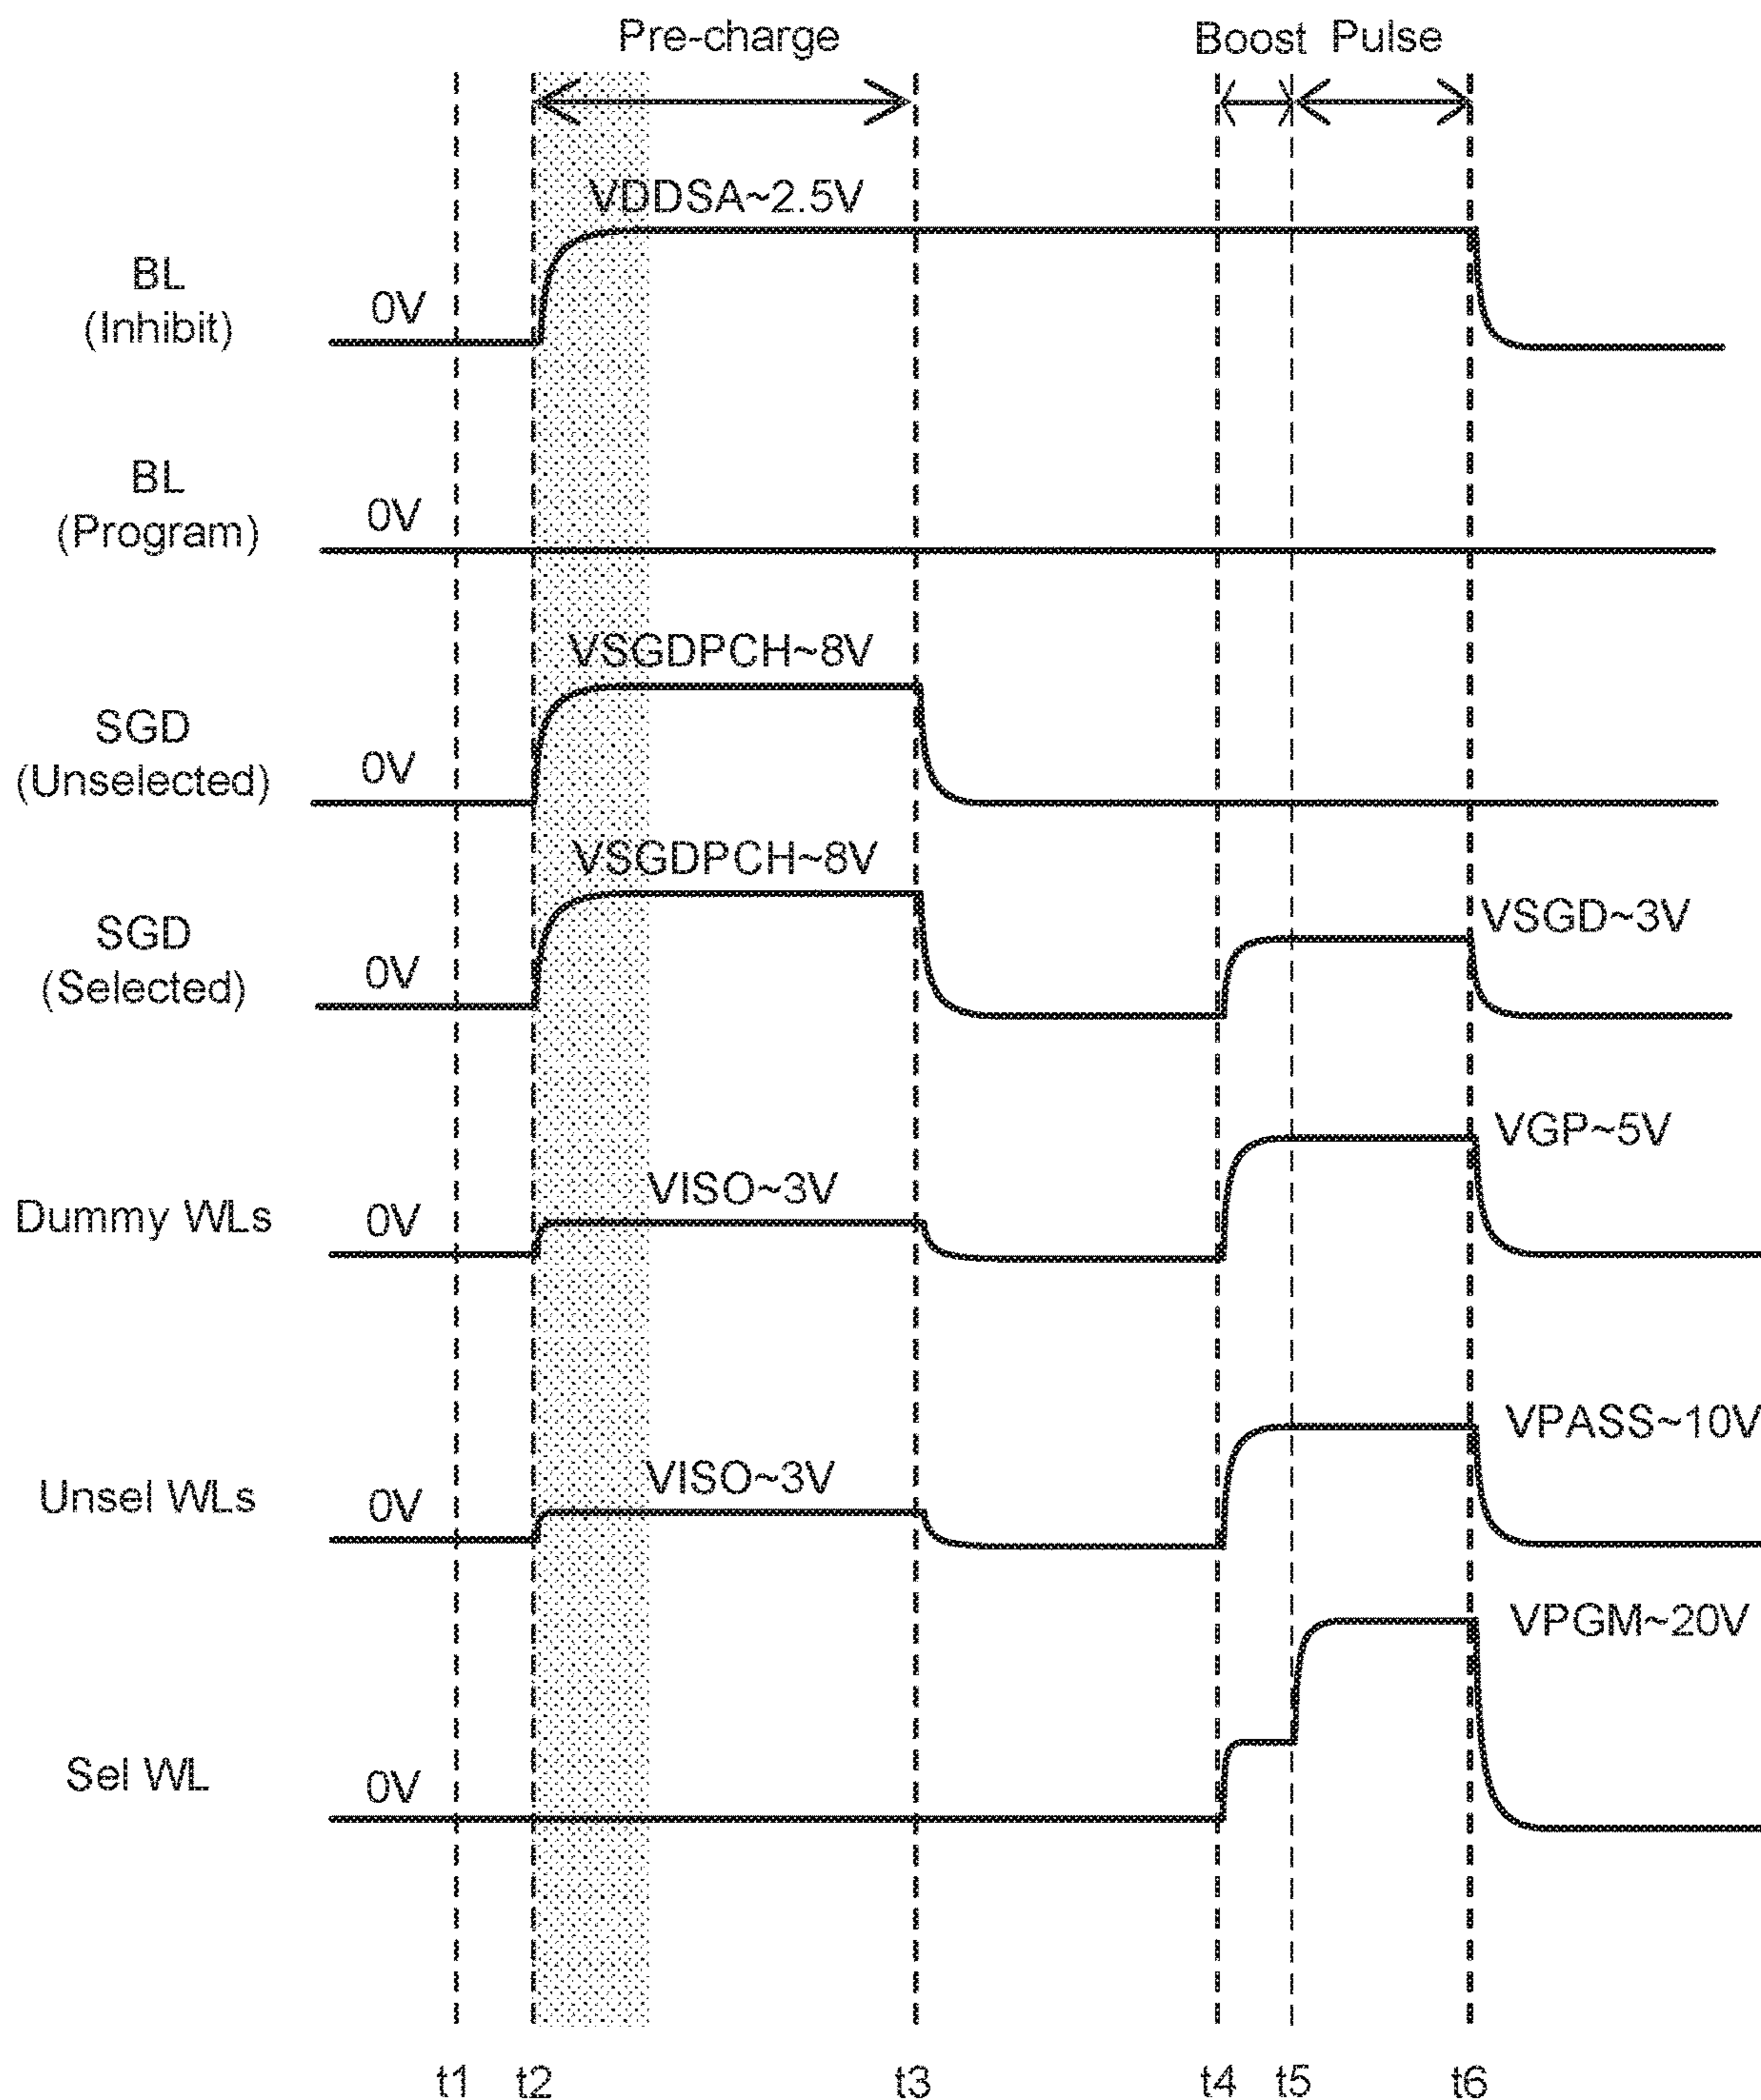 Pre-charge
Boost Pulse
VDDSA~2.5V
BL
(Inhibit)
0V
BL
(Program)
0V
VSGDPCH~8V
SGD
(Unselected)
0V
VSGDPCH~8V
SGD
(Selected)
0V
VSGD~3V
VGP~5V
VISO~3V
Dummy WLs
0V
VPASS~10V
VISO~3V
Unsel WLs
0V
VPGM~20V
Sel WL
0V
t1 t2 t3 t4 t5 t6